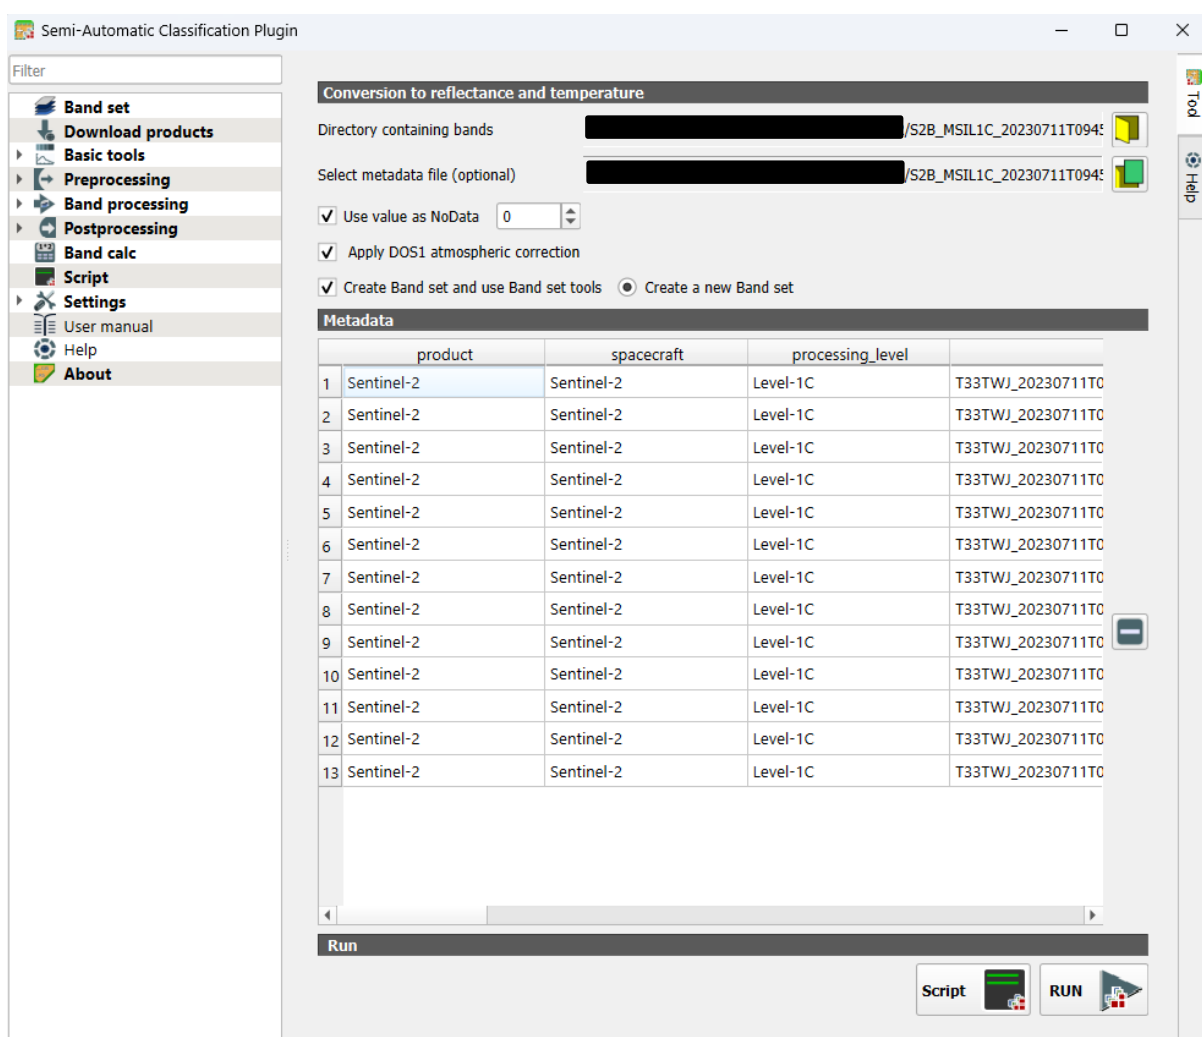 Semi-Automatic Classification Plugin
Filter
Band set
Download products
Basic tools
Preprocessing
Band processing
Postprocessing
Band calc
Script
Settings
User manual
Help
About
Conversion to reflectance and temperature
Directory containing bands /S2B_MSIL1C_20230711T0945
Select metadata file (optional) /S2B_MSIL1C_20230711T0945
Use value as NoData 0
Apply DOS1 atmospheric correction
Create Band set and use Band set tools Create a new Band set
Metadata
product spacecraft processing_level
1 Sentinel-2 Sentinel-2 Level-1C T33TWJ_20230711T0
2 Sentinel-2 Sentinel-2 Level-1C T33TWJ_20230711T0
3 Sentinel-2 Sentinel-2 Level-1C T33TWJ_20230711T0
4 Sentinel-2 Sentinel-2 Level-1C T33TWJ_20230711T0
5 Sentinel-2 Sentinel-2 Level-1C T33TWJ_20230711T0
6 Sentinel-2 Sentinel-2 Level-1C T33TWJ_20230711T0
7 Sentinel-2 Sentinel-2 Level-1C T33TWJ_20230711T0
8 Sentinel-2 Sentinel-2 Level-1C T33TWJ_20230711T0
9 Sentinel-2 Sentinel-2 Level-1C T33TWJ_20230711T0
10 Sentinel-2 Sentinel-2 Level-1C T33TWJ_20230711T0
11 Sentinel-2 Sentinel-2 Level-1C T33TWJ_20230711T0
12 Sentinel-2 Sentinel-2 Level-1C T33TWJ_20230711T0
13 Sentinel-2 Sentinel-2 Level-1C T33TWJ_20230711T0
Run
Script RUN
Tool
Help